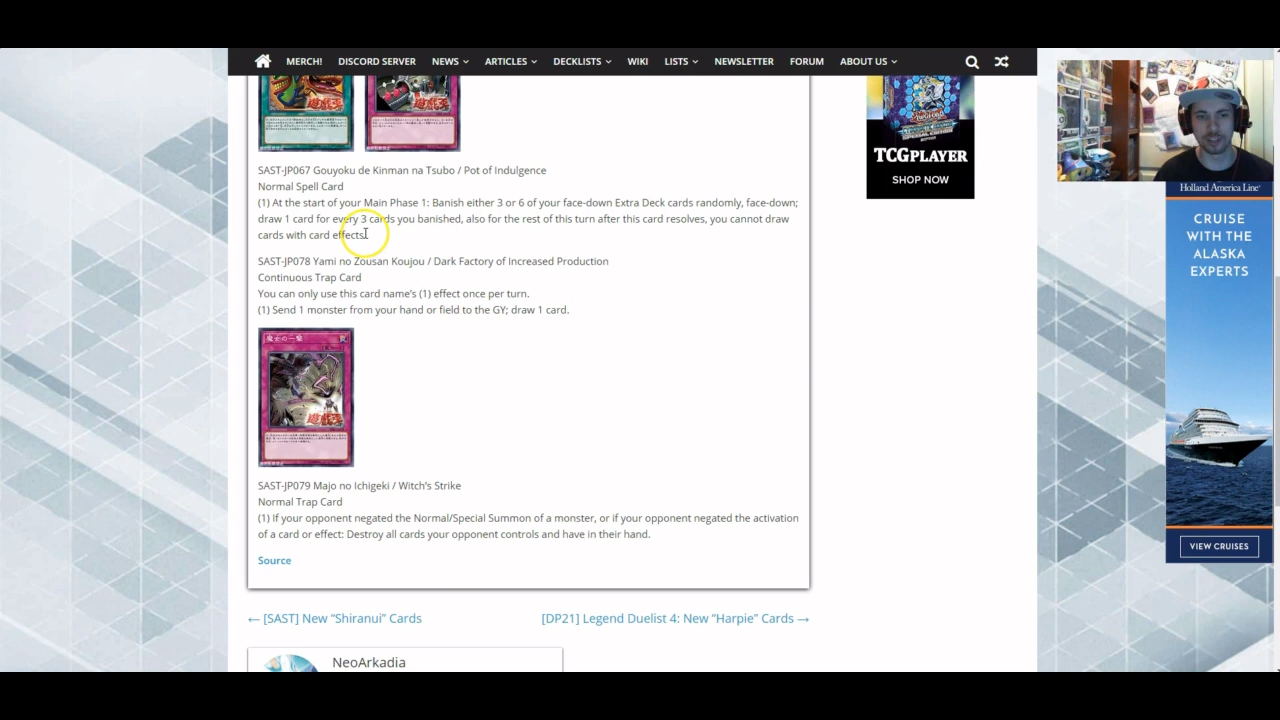 MERCH!
DISCORD SERVER
NEWS
ARTICLES
DECKLISTS
WIKI
LISTS
NEWSLETTER
FORUM
ABOUT US
SAST-JP067 Gouyoku de Kinman na Tsubo / Pot of Indulgence
Normal Spell Card
(1) At the start of your Main Phase 1: Banish either 3 or 6 of your face-down Extra Deck cards randomly, face-down;
draw 1 card for every 3 cards you banished, also for the rest of this turn after this card resolves, you cannot draw
cards with card effects.
SAST-JP078 Yami no Zousan Koujou / Dark Factory of Increased Production
Continuous Trap Card
You can only use this card name's (1) effect once per turn.
(1) Send 1 monster from your hand or field to the GY; draw 1 card.
魔女の一撃
SAST-JP079 Majo no Ichigeki / Witch's Strike
Normal Trap Card
(1) If your opponent negated the Normal/Special Summon of a monster, or if your opponent negated the activation
of a card or effect: Destroy all cards your opponent controls and have in their hand.
Source
← [SAST] New "Shiranui" Cards
[DP21] Legend Duelist 4: New "Harpie" Cards →
NeoArkadia
TCGPLAYER
SHOP NOW
Holland America Line
CRUISE
WITH THE
ALASKA
EXPERTS
VIEW CRUISES